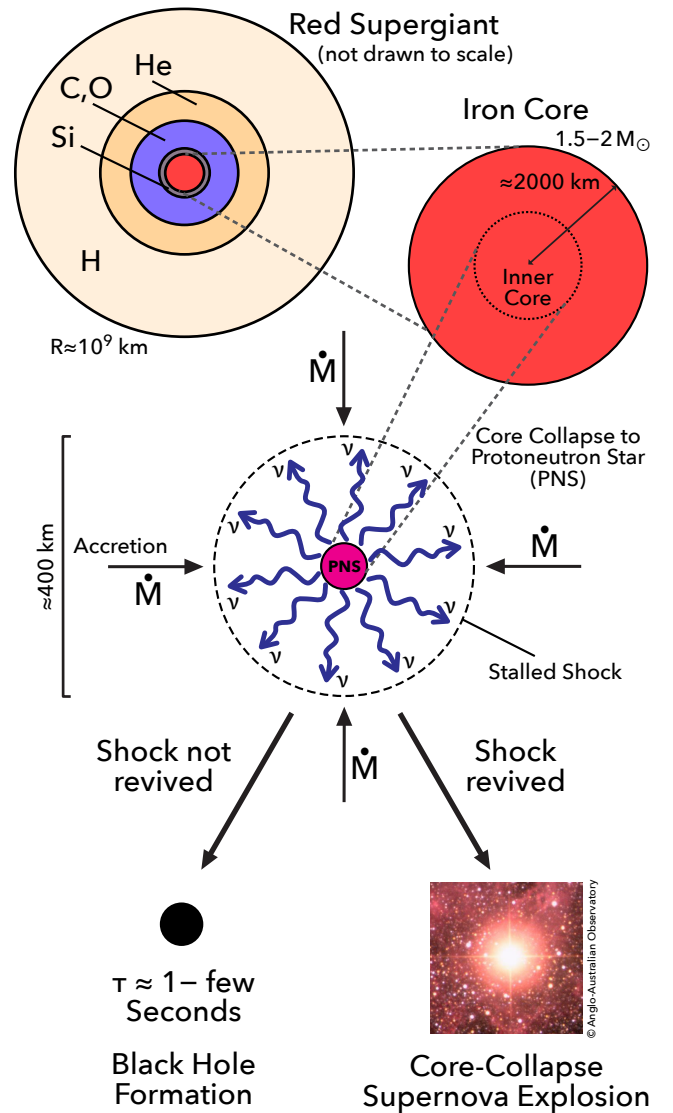 Red Supergiant
(not drawn to scale)
He
C,O
Si
H
R≈10⁹ km
Iron Core
1.5–2 M☉
≈2000 km
Inner
Core
Ṁ
Core Collapse to
Protoneutron Star
(PNS)
≈400 km
Accretion
Ṁ
Ṁ
PNS
ν
ν
ν
ν
ν
ν
ν
ν
ν
ν
ν
Stalled Shock
Shock not
revived
Ṁ
Shock
revived
τ ≈ 1– few
Seconds
Black Hole
Formation
© Anglo-Australian Observatory
Core-Collapse
Supernova Explosion